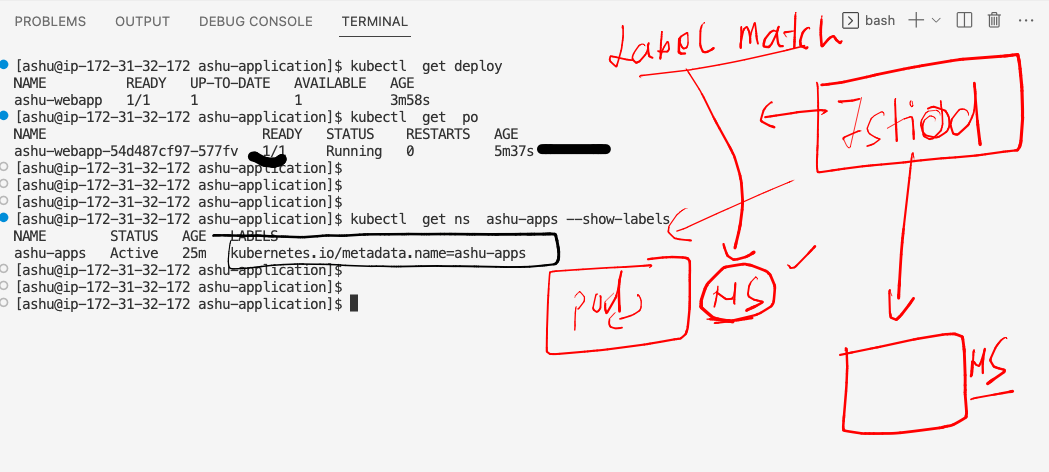 PROBLEMS OUTPUT DEBUG CONSOLE TERMINAL bash
Label match
[ashu@ip-172-31-32-172 ashu-application]$ kubectl  get deploy
NAME          READY   UP-TO-DATE   AVAILABLE   AGE
ashu-webapp   1/1     1            1           3m58s
[ashu@ip-172-31-32-172 ashu-application]$ kubectl  get  po
NAME                           READY   STATUS    RESTARTS   AGE
ashu-webapp-54d487cf97-577fv   1/1     Running   0          5m37s
[ashu@ip-172-31-32-172 ashu-application]$
[ashu@ip-172-31-32-172 ashu-application]$
[ashu@ip-172-31-32-172 ashu-application]$
[ashu@ip-172-31-32-172 ashu-application]$ kubectl  get ns  ashu-apps --show-labels
NAME        STATUS   AGE   LABELS
ashu-apps   Active   25m   kubernetes.io/metadata.name=ashu-apps
[ashu@ip-172-31-32-172 ashu-application]$
[ashu@ip-172-31-32-172 ashu-application]$
[ashu@ip-172-31-32-172 ashu-application]$
Istiod
pods
NS
NS